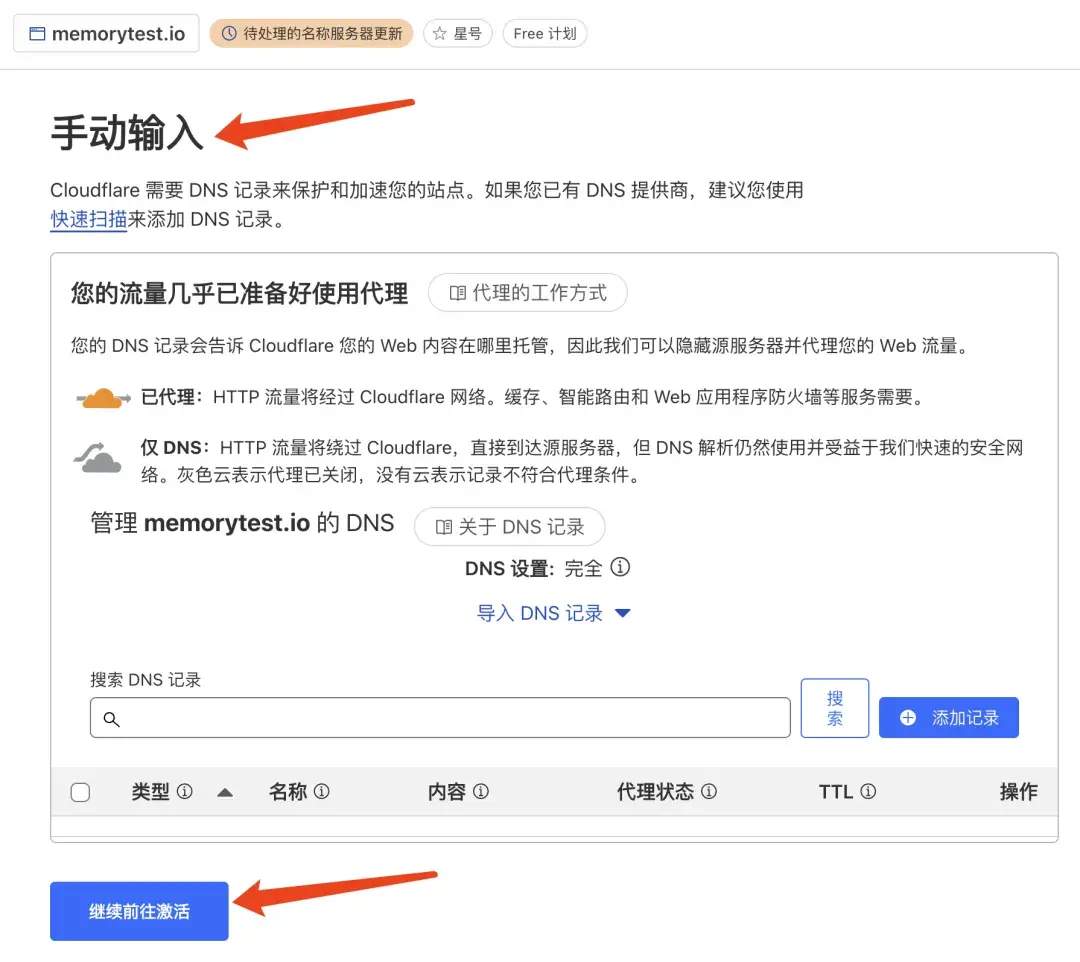 memorytest.io 待处理的名称服务器更新 星号 Free 计划
手动输入
Cloudflare 需要 DNS 记录来保护和加速您的站点。如果您已有 DNS 提供商，建议您使用
快速扫描来添加 DNS 记录。
您的流量几乎已准备好使用代理 代理的工作方式
您的 DNS 记录会告诉 Cloudflare 您的 Web 内容在哪里托管，因此我们可以隐藏源服务器并代理您的 Web 流量。
已代理：HTTP 流量将经过 Cloudflare 网络。缓存、智能路由和 Web 应用程序防火墙等服务需要。
仅 DNS：HTTP 流量将绕过 Cloudflare，直接到达源服务器，但 DNS 解析仍然使用并受益于我们快速的安全网
络。灰色云表示代理已关闭，没有云表示记录不符合代理条件。
管理 memorytest.io 的 DNS 关于 DNS 记录
DNS 设置: 完全
导入 DNS 记录
搜索 DNS 记录
搜
索
添加记录
类型 名称 内容 代理状态 TTL 操作
继续前往激活